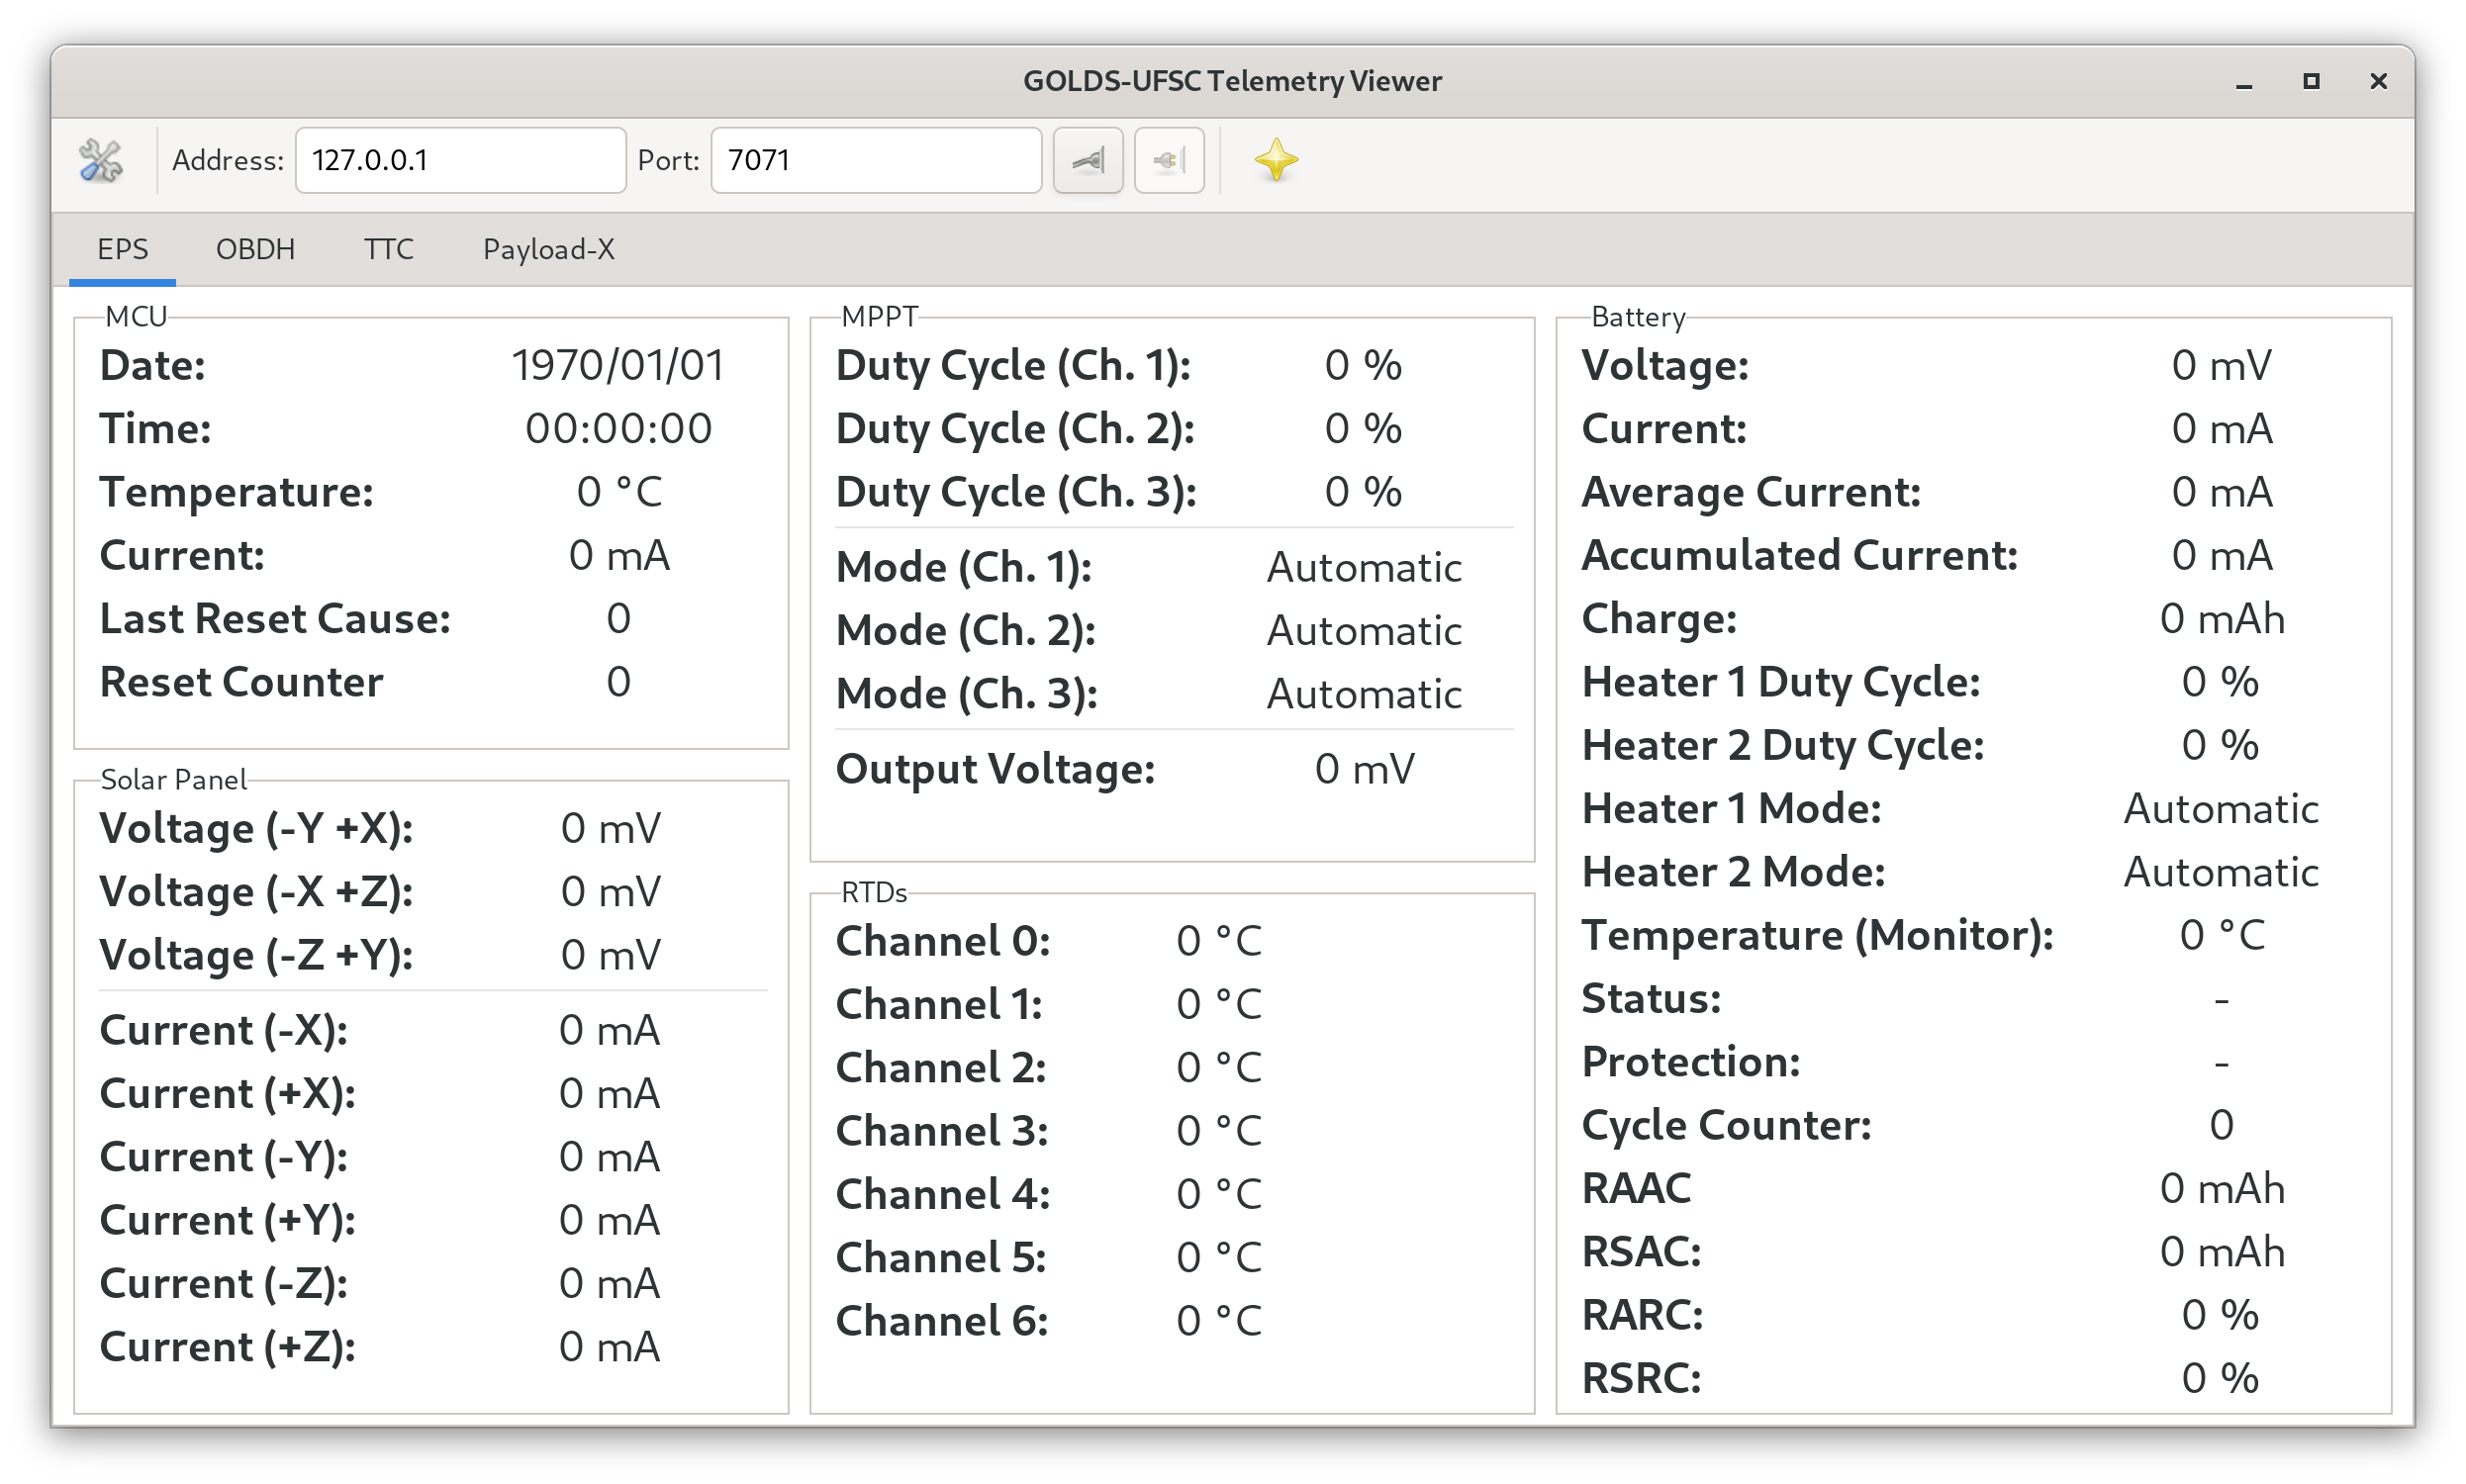 GOLDS-UFSC Telemetry Viewer
Address: 127.0.0.1 Port: 7071
EPS OBDH TTC Payload-X
MCU
Date: 1970/01/01
Time: 00:00:00
Temperature: 0 °C
Current: 0 mA
Last Reset Cause: 0
Reset Counter 0
Solar Panel
Voltage (-Y +X): 0 mV
Voltage (-X +Z): 0 mV
Voltage (-Z +Y): 0 mV
Current (-X): 0 mA
Current (+X): 0 mA
Current (-Y): 0 mA
Current (+Y): 0 mA
Current (-Z): 0 mA
Current (+Z): 0 mA
MPPT
Duty Cycle (Ch. 1): 0 %
Duty Cycle (Ch. 2): 0 %
Duty Cycle (Ch. 3): 0 %
Mode (Ch. 1): Automatic
Mode (Ch. 2): Automatic
Mode (Ch. 3): Automatic
Output Voltage: 0 mV
RTDs
Channel 0: 0 °C
Channel 1: 0 °C
Channel 2: 0 °C
Channel 3: 0 °C
Channel 4: 0 °C
Channel 5: 0 °C
Channel 6: 0 °C
Battery
Voltage: 0 mV
Current: 0 mA
Average Current: 0 mA
Accumulated Current: 0 mA
Charge: 0 mAh
Heater 1 Duty Cycle: 0 %
Heater 2 Duty Cycle: 0 %
Heater 1 Mode: Automatic
Heater 2 Mode: Automatic
Temperature (Monitor): 0 °C
Status: -
Protection: -
Cycle Counter: 0
RAAC 0 mAh
RSAC: 0 mAh
RARC: 0 %
RSRC: 0 %